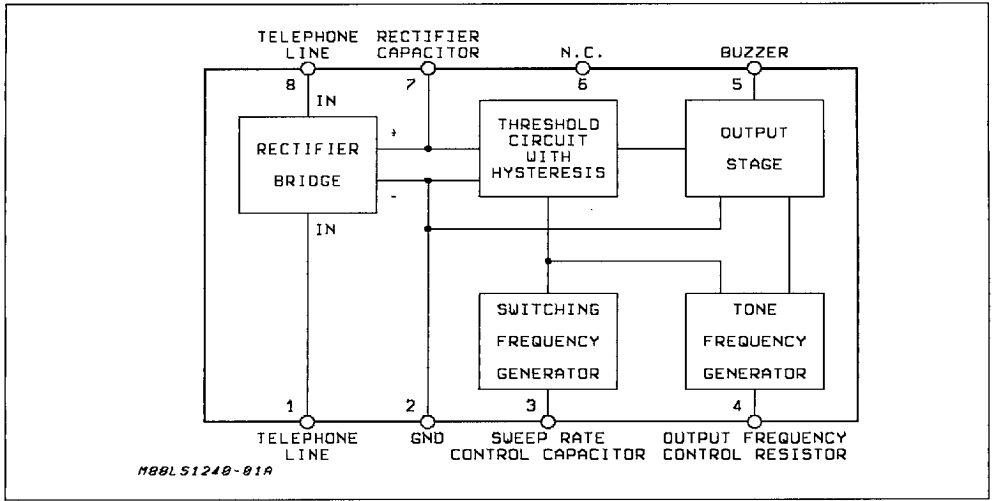 TELEPHONE LINE
RECTIFIER CAPACITOR
N.C.
BUZZER
8
7
6
5
IN
+
RECTIFIER
BRIDGE
-
IN
THRESHOLD
CIRCUIT
WITH
HYSTERESIS
OUTPUT
STAGE
SWITCHING
FREQUENCY
GENERATOR
TONE
FREQUENCY
GENERATOR
1
2
3
4
TELEPHONE
LINE
GND
SWEEP RATE
CONTROL CAPACITOR
OUTPUT FREQUENCY
CONTROL RESISTOR
M88LS1240-01A